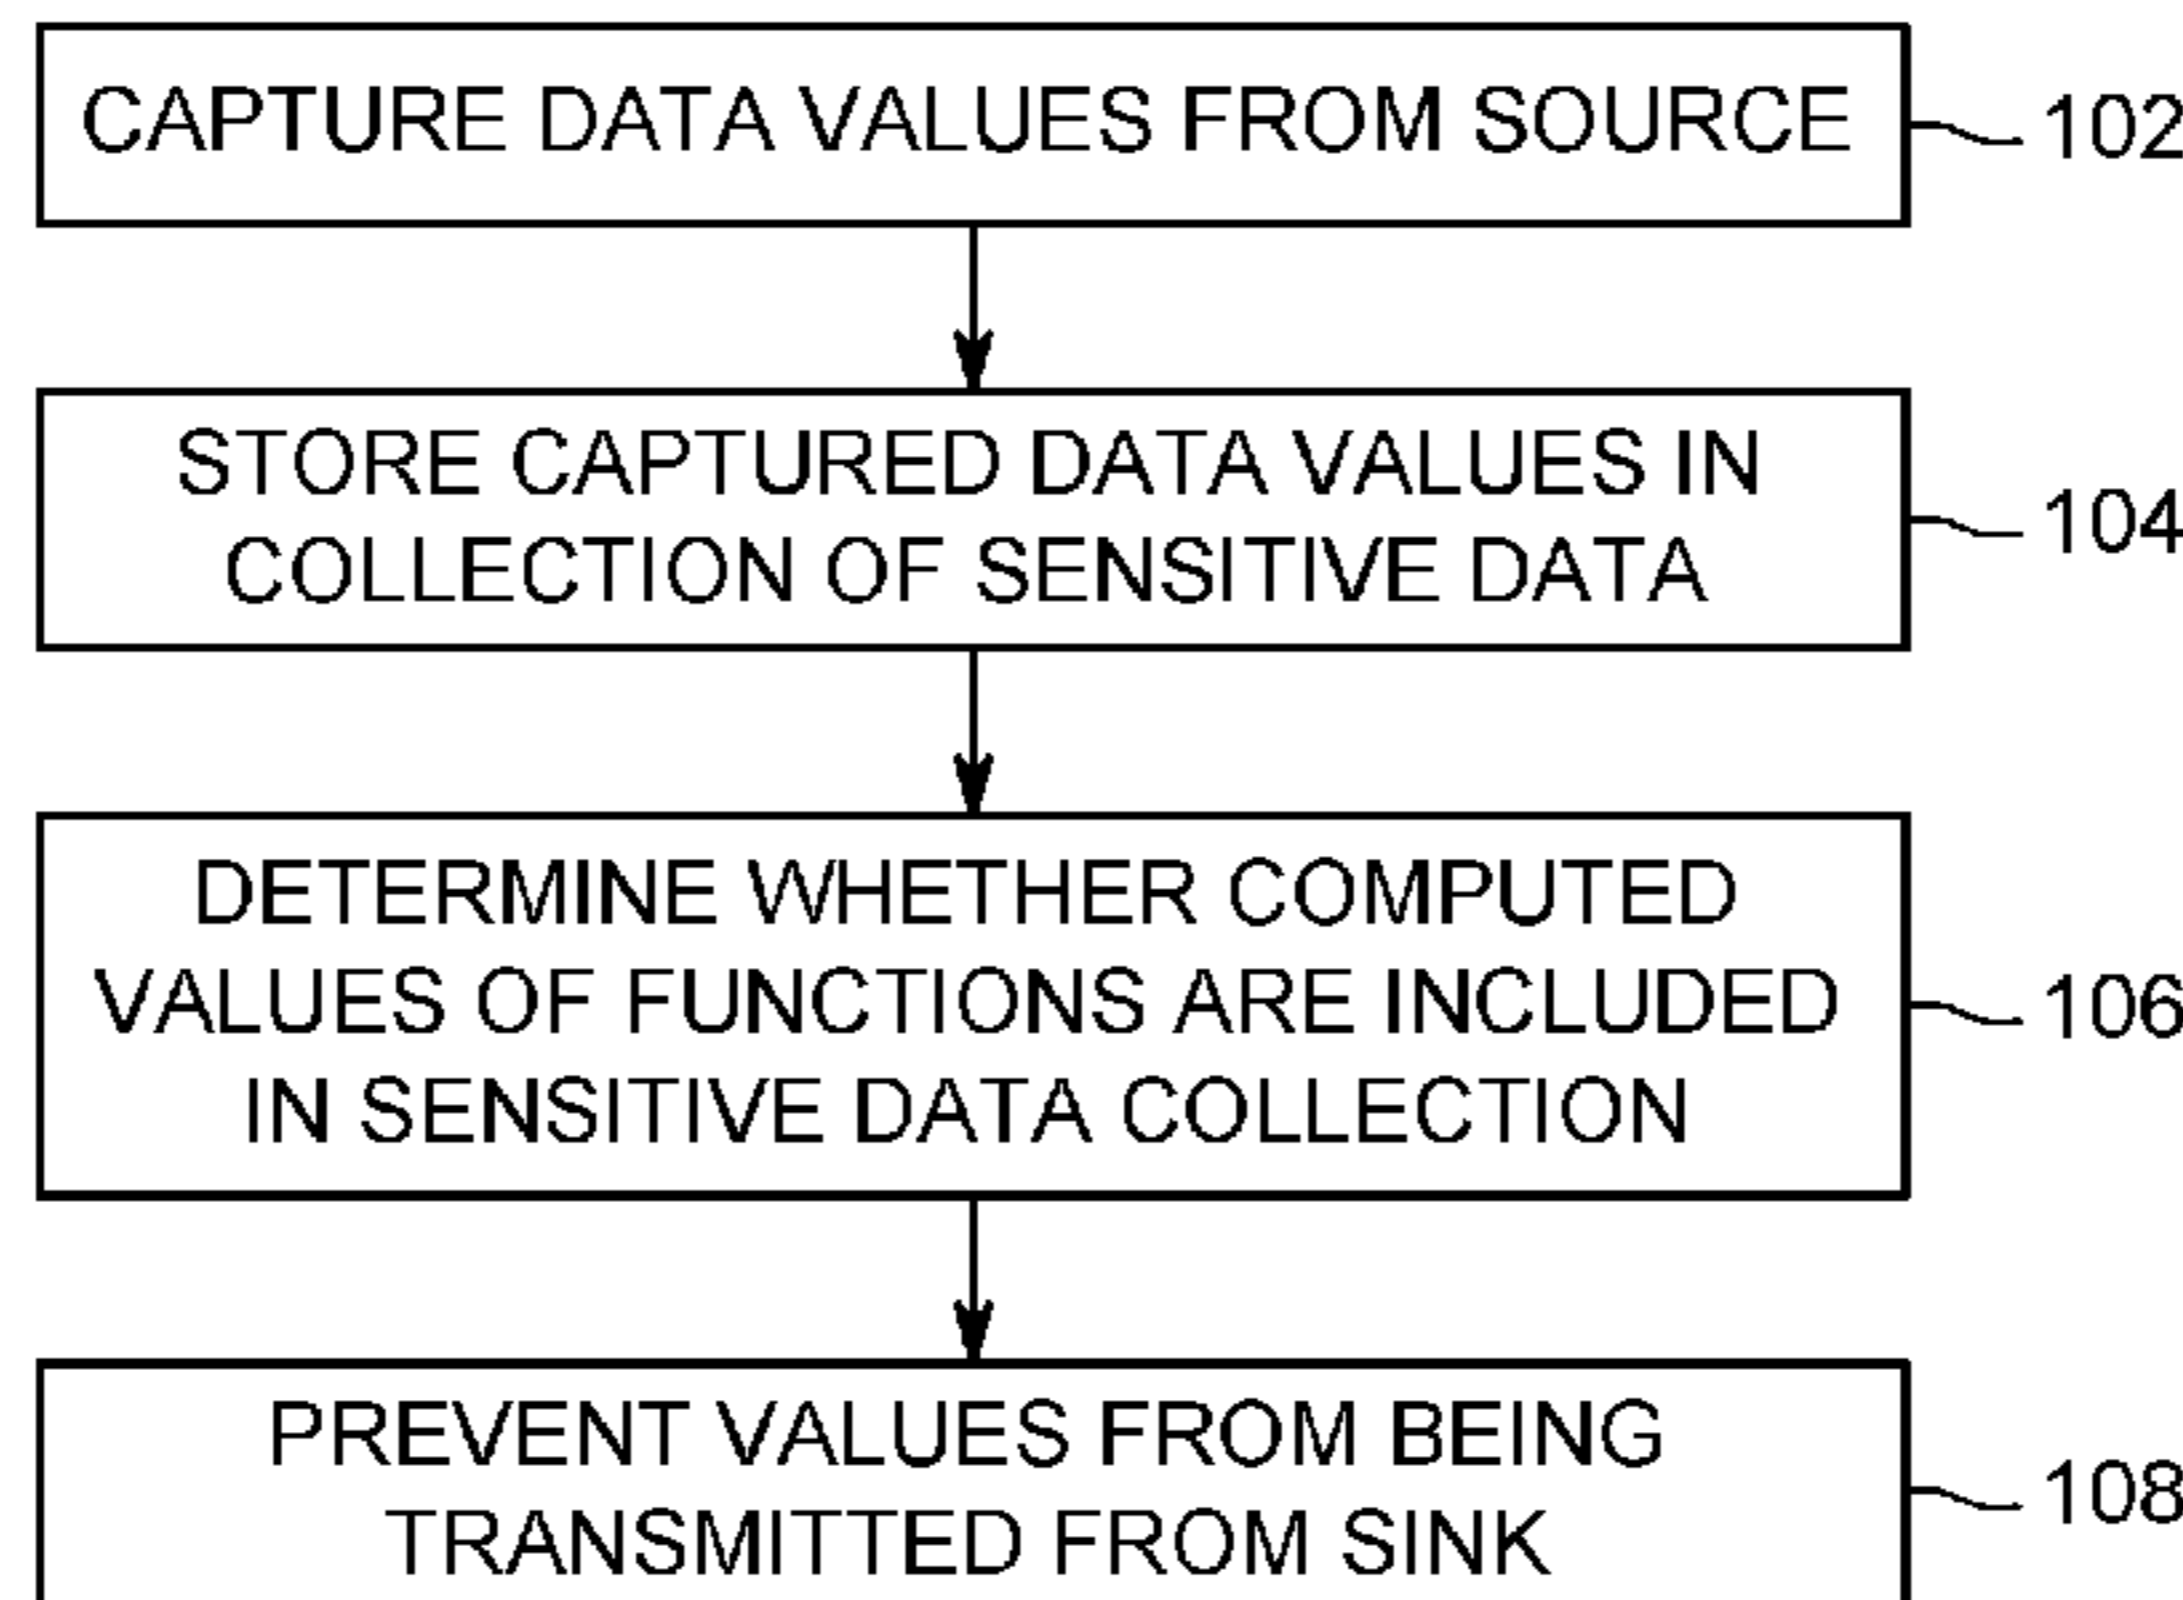 CAPTURE DATA VALUES FROM SOURCE
102
STORE CAPTURED DATA VALUES IN
COLLECTION OF SENSITIVE DATA
104
DETERMINE WHETHER COMPUTED
VALUES OF FUNCTIONS ARE INCLUDED
IN SENSITIVE DATA COLLECTION
106
PREVENT VALUES FROM BEING
TRANSMITTED FROM SINK
108